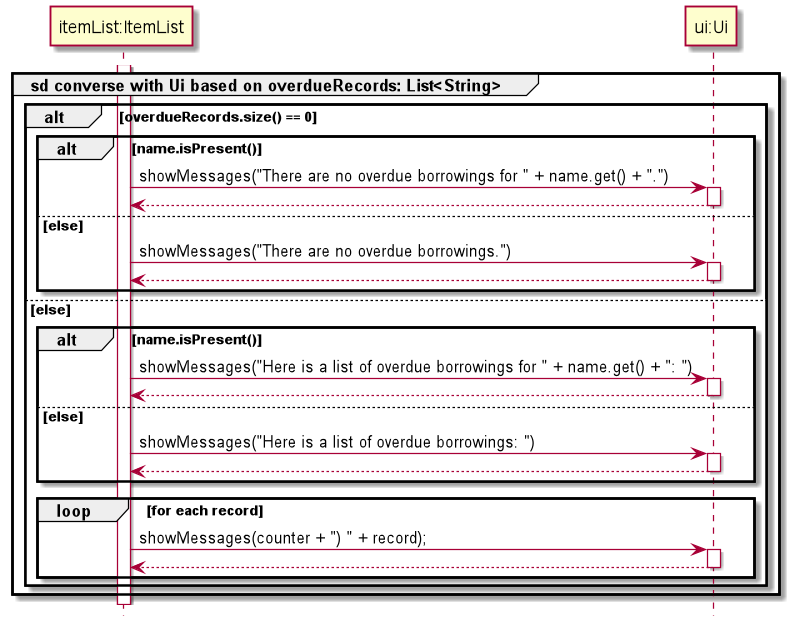 itemList:ItemList
ui:Ui
sd converse with Ui based on overdueRecords: List<String>
alt [overdueRecords.size() == 0]
alt [name.isPresent()]
showMessages("There are no overdue borrowings for " + name.get() + ".")
[else]
showMessages("There are no overdue borrowings.")
[else]
alt [name.isPresent()]
showMessages("Here is a list of overdue borrowings for " + name.get() + ": ")
[else]
showMessages("Here is a list of overdue borrowings: ")
loop [for each record]
showMessages(counter + ") " + record);